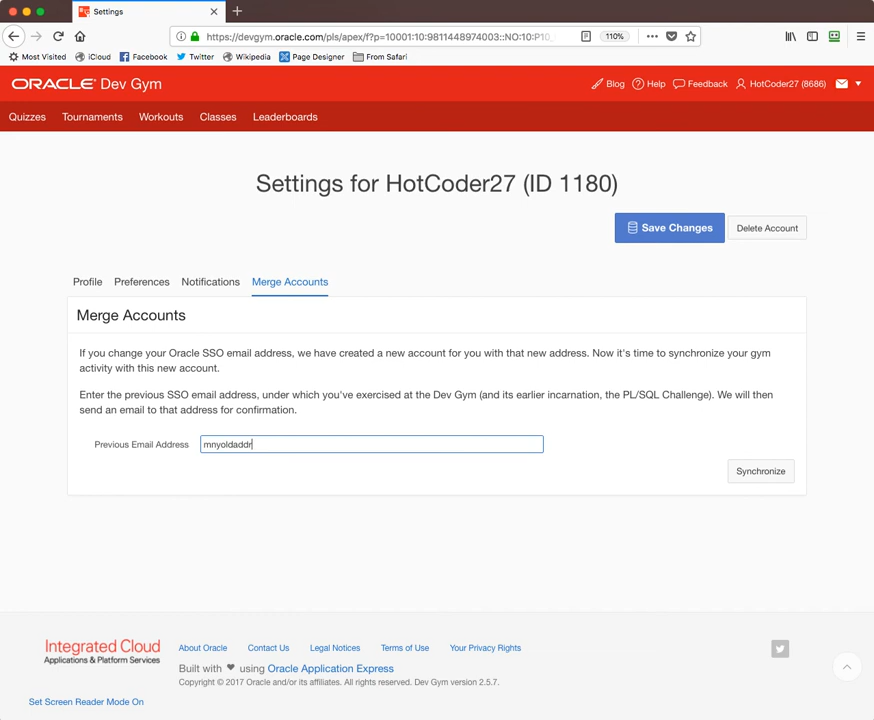 Settings
https://devgym.oracle.com/pls/apex/f?p=10001:10:9811448974003::NO:10:P10_
110%
Most Visited iCloud Facebook Twitter Wikipedia Page Designer From Safari
ORACLE® Dev Gym
Blog Help Feedback HotCoder27 (8686)
Quizzes Tournaments Workouts Classes Leaderboards
Settings for HotCoder27 (ID 1180)
Save Changes Delete Account
Profile Preferences Notifications Merge Accounts
Merge Accounts
If you change your Oracle SSO email address, we have created a new account for you with that new address. Now it's time to synchronize your gym
activity with this new account.
Enter the previous SSO email address, under which you've exercised at the Dev Gym (and its earlier incarnation, the PL/SQL Challenge). We will then
send an email to that address for confirmation.
Previous Email Address mnyoldaddr
Synchronize
Integrated Cloud
Applications & Platform Services
About Oracle Contact Us Legal Notices Terms of Use Your Privacy Rights
Built with ♥ using Oracle Application Express
Copyright © 2017 Oracle and/or its affiliates. All rights reserved. Dev Gym version 2.5.7.
Set Screen Reader Mode On